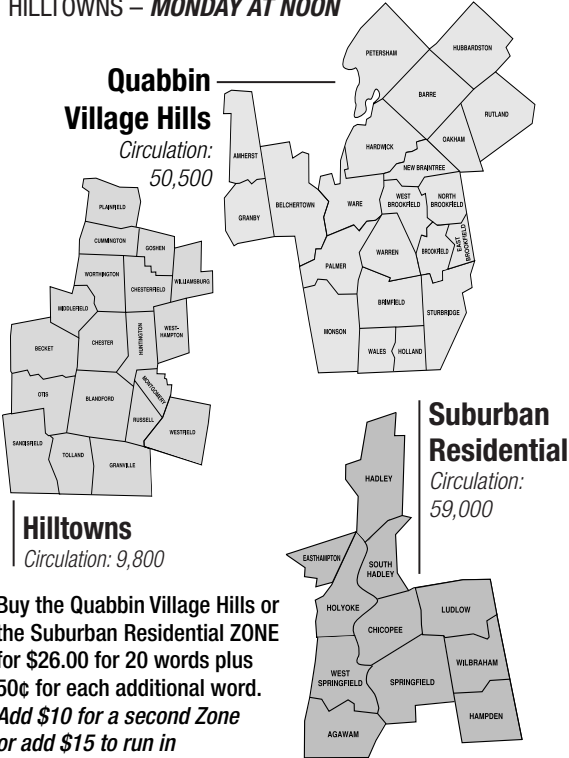 HILLTOWNS – MONDAY AT NOON
Quabbin
Village Hills
Circulation:
50,500
PETERSHAM
HUBBARDSTON
BARRE
RUTLAND
HARDWICK
OAKHAM
NEW BRAINTREE
AMHERST
BELCHERTOWN
GRANBY
WARE
WEST
BROOKFIELD
NORTH
BROOKFIELD
EAST
BROOKFIELD
BROOKFIELD
WARREN
PALMER
BRIMFIELD
STURBRIDGE
MONSON
WALES
HOLLAND
PLAINFIELD
CUMMINGTON
GOSHEN
WORTHINGTON
CHESTERFIELD
WILLIAMSBURG
MIDDLEFIELD
WEST-
HAMPTON
HUNTINGTON
CHESTER
BECKET
MONTGOMERY
OTIS
BLANDFORD
RUSSELL
WESTFIELD
SANDISFIELD
TOLLAND
GRANVILLE
Hilltowns
Circulation: 9,800
Suburban
Residential
Circulation:
59,000
HADLEY
EASTHAMPTON
SOUTH
HADLEY
HOLYOKE
CHICOPEE
LUDLOW
WEST
SPRINGFIELD
SPRINGFIELD
WILBRAHAM
HAMPDEN
AGAWAM
Buy the Quabbin Village Hills or
the Suburban Residential ZONE
for $26.00 for 20 words plus
50¢ for each additional word.
Add $10 for a second Zone
or add $15 to run in